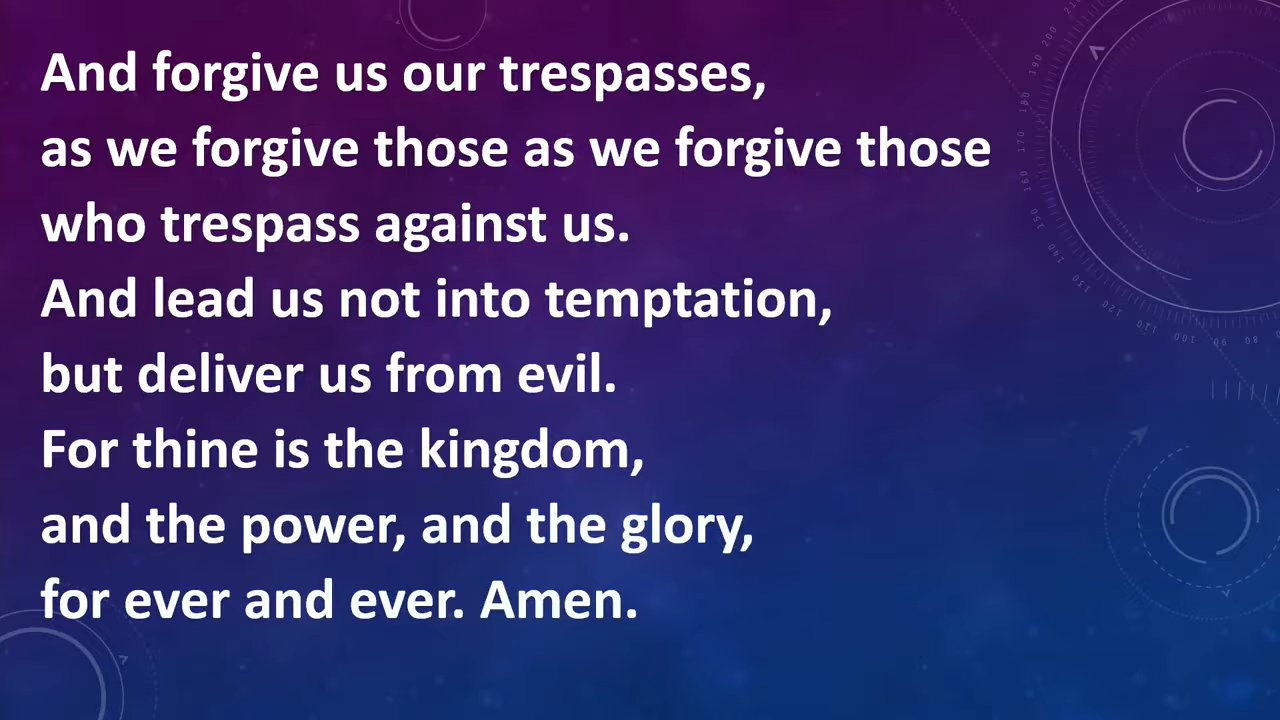 And forgive us our trespasses,
as we forgive those as we forgive those
who trespass against us.
And lead us not into temptation,
but deliver us from evil.
For thine is the kingdom,
and the power, and the glory,
for ever and ever. Amen.